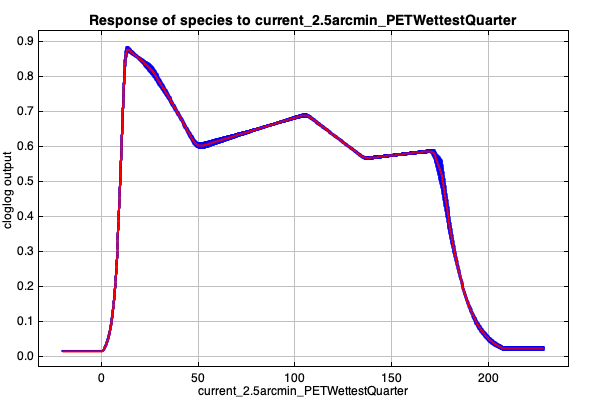 Response of species to current_2.5arcmin_PETWettestQuarter
0.9
0.8
0.7
0.6
0.5
0.4
0.3
0.2
0.1
0.0
cloglog output
0 50 100 150 200
current_2.5arcmin_PETWettestQuarter